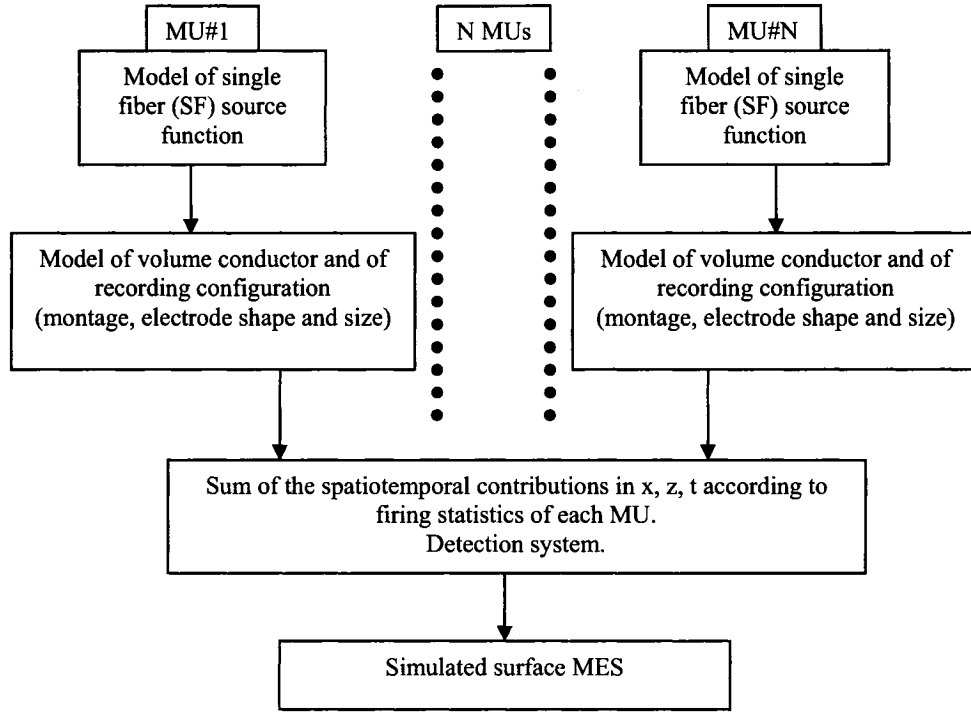 MU#1
N MUs
MU#N
Model of single
fiber (SF) source
function
Model of single
fiber (SF) source
function
Model of volume conductor and of
recording configuration
(montage, electrode shape and size)
Model of volume conductor and of
recording configuration
(montage, electrode shape and size)
Sum of the spatiotemporal contributions in x, z, t according to
firing statistics of each MU.
Detection system.
Simulated surface MES